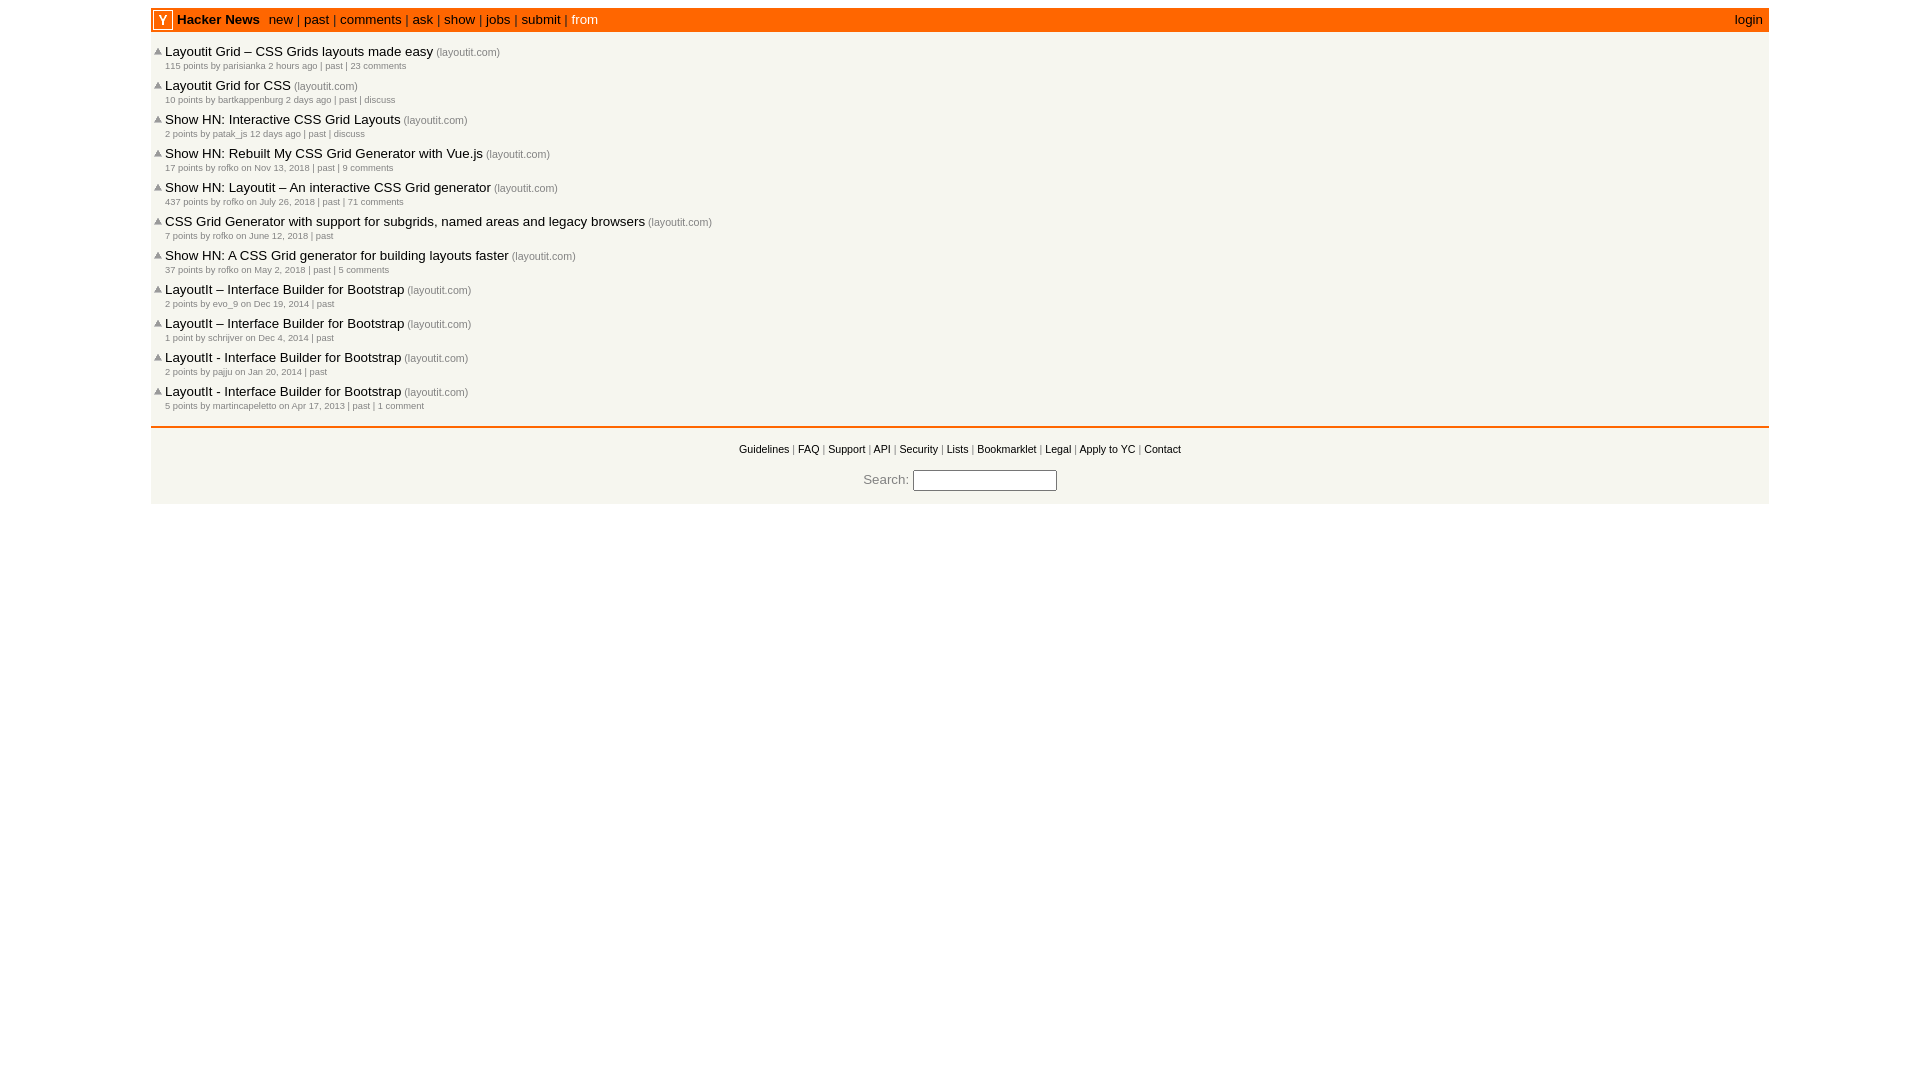 Y Hacker News new | past | comments | ask | show | jobs | submit | from login
Layoutit Grid – CSS Grids layouts made easy (layoutit.com)
115 points by parisianka 2 hours ago | past | 23 comments
Layoutit Grid for CSS (layoutit.com)
10 points by bartkappenburg 2 days ago | past | discuss
Show HN: Interactive CSS Grid Layouts (layoutit.com)
2 points by patak_js 12 days ago | past | discuss
Show HN: Rebuilt My CSS Grid Generator with Vue.js (layoutit.com)
17 points by rofko on Nov 13, 2018 | past | 9 comments
Show HN: Layoutit – An interactive CSS Grid generator (layoutit.com)
437 points by rofko on July 26, 2018 | past | 71 comments
CSS Grid Generator with support for subgrids, named areas and legacy browsers (layoutit.com)
7 points by rofko on June 12, 2018 | past
Show HN: A CSS Grid generator for building layouts faster (layoutit.com)
37 points by rofko on May 2, 2018 | past | 5 comments
LayoutIt – Interface Builder for Bootstrap (layoutit.com)
2 points by evo_9 on Dec 19, 2014 | past
LayoutIt – Interface Builder for Bootstrap (layoutit.com)
1 point by schrijver on Dec 4, 2014 | past
LayoutIt - Interface Builder for Bootstrap (layoutit.com)
2 points by pajju on Jan 20, 2014 | past
LayoutIt - Interface Builder for Bootstrap (layoutit.com)
5 points by martincapeletto on Apr 17, 2013 | past | 1 comment
Guidelines | FAQ | Support | API | Security | Lists | Bookmarklet | Legal | Apply to YC | Contact
Search: